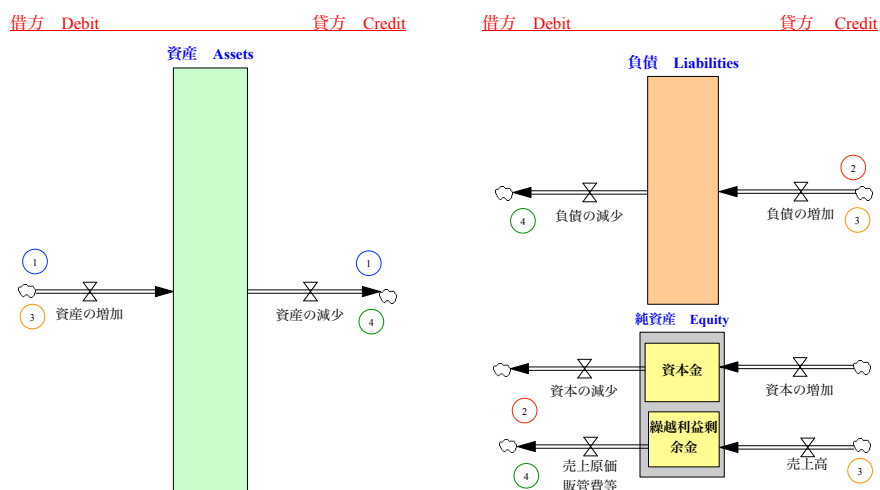 借方 Debit 貸方 Credit
資産 Assets
1
1
資産の増加
資産の減少
3
4
借方 Debit 貸方 Credit
負債 Liabilities
2
負債の減少
負債の増加
4
3
純資産 Equity
資本金
資本の減少
資本の増加
2
繰越利益剰
余金
売上原価
販管費等
売上高
4
3